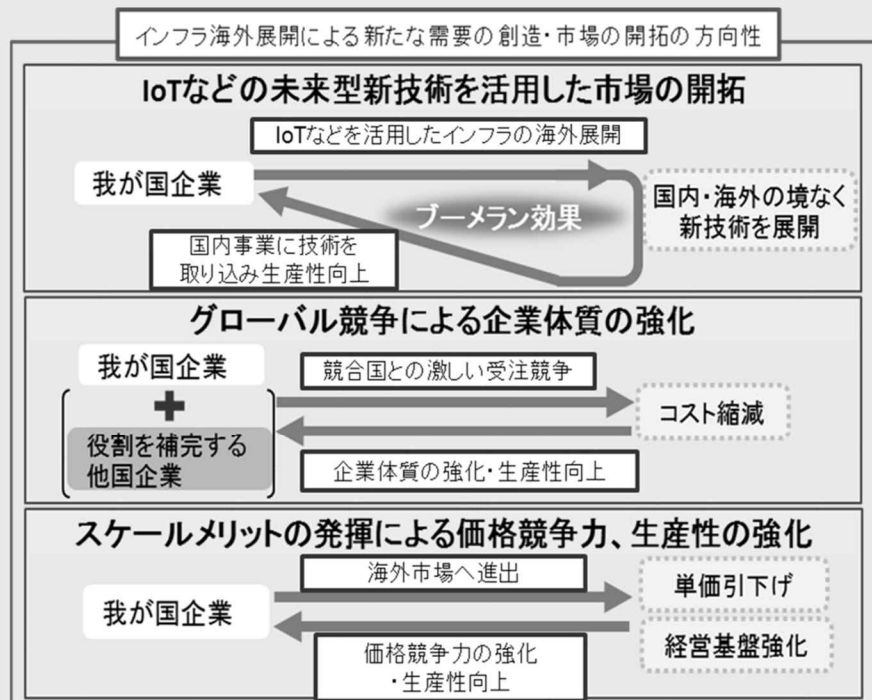 インフラ海外展開による新たな需要の創造・市場の開拓の方向性
IoTなどの未来型新技術を活用した市場の開拓
IoTなどを活用したインフラの海外展開
我が国企業
ブーメラン効果
国内・海外の境なく
新技術を展開
国内事業に技術を
取り込み生産性向上
グローバル競争による企業体質の強化
我が国企業
競合国との激しい受注競争
+
役割を補完する
他国企業
コスト縮減
企業体質の強化・生産性向上
スケールメリットの発揮による価格競争力、生産性の強化
海外市場へ進出
我が国企業
単価引下げ
経営基盤強化
価格競争力の強化
・生産性向上